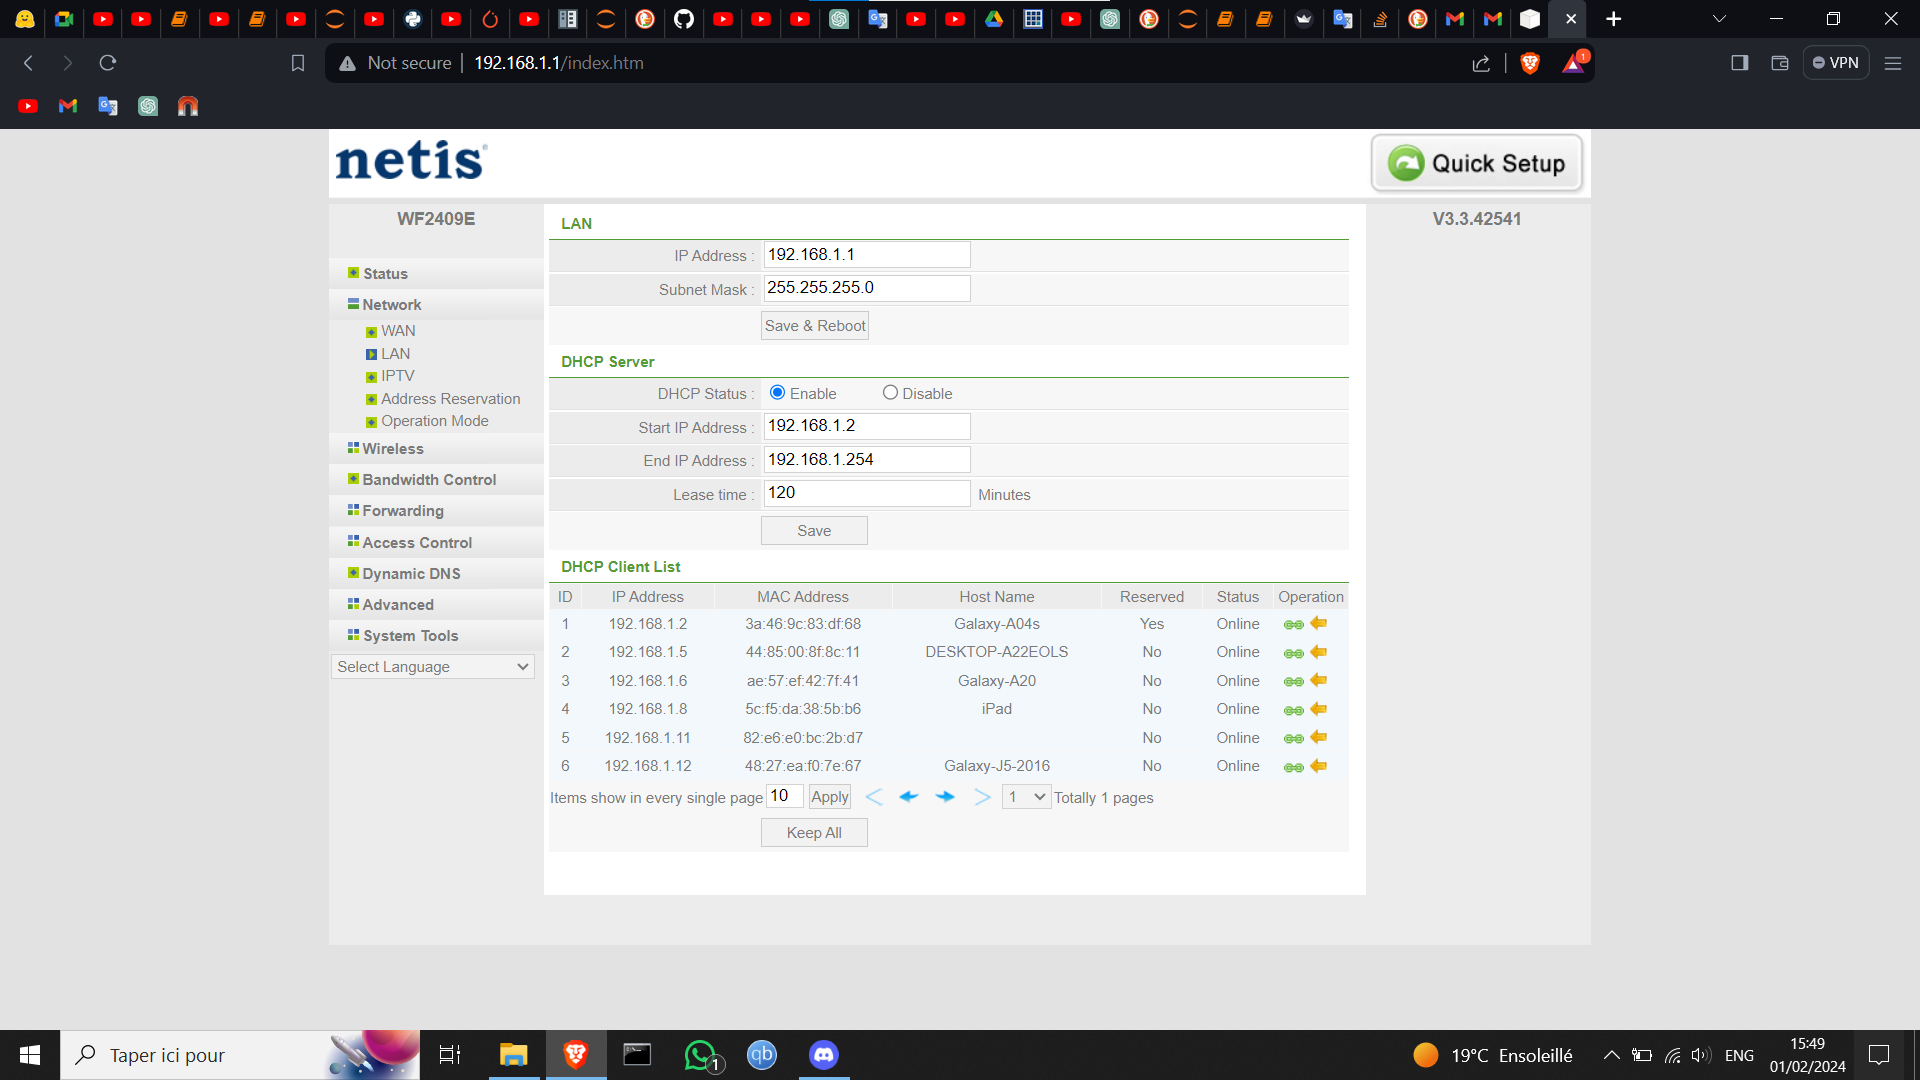 Not secure
192.168.1.1/index.htm
1
VPN
netis
Quick Setup
WF2409E
V3.3.42541
Status
Network
WAN
LAN
IPTV
Address Reservation
Operation Mode
Wireless
Bandwidth Control
Forwarding
Access Control
Dynamic DNS
Advanced
System Tools
Select Language
LAN
IP Address : 192.168.1.1
Subnet Mask : 255.255.255.0
Save & Reboot
DHCP Server
DHCP Status : Enable Disable
Start IP Address : 192.168.1.2
End IP Address : 192.168.1.254
Lease time : 120 Minutes
Save
DHCP Client List
ID IP Address MAC Address Host Name Reserved Status Operation
1 192.168.1.2 3a:46:9c:83:df:68 Galaxy-A04s Yes Online
2 192.168.1.5 44:85:00:8f:8c:11 DESKTOP-A22EOLS No Online
3 192.168.1.6 ae:57:ef:42:7f:41 Galaxy-A20 No Online
4 192.168.1.8 5c:f5:da:38:5b:b6 iPad No Online
5 192.168.1.11 82:e6:e0:bc:2b:d7 No Online
6 192.168.1.12 48:27:ea:f0:7e:67 Galaxy-J5-2016 No Online
Items show in every single page 10 Apply 1 Totally 1 pages
Keep All
Taper ici pour
1
qb
19°C Ensoleillé
ENG
15:49
01/02/2024